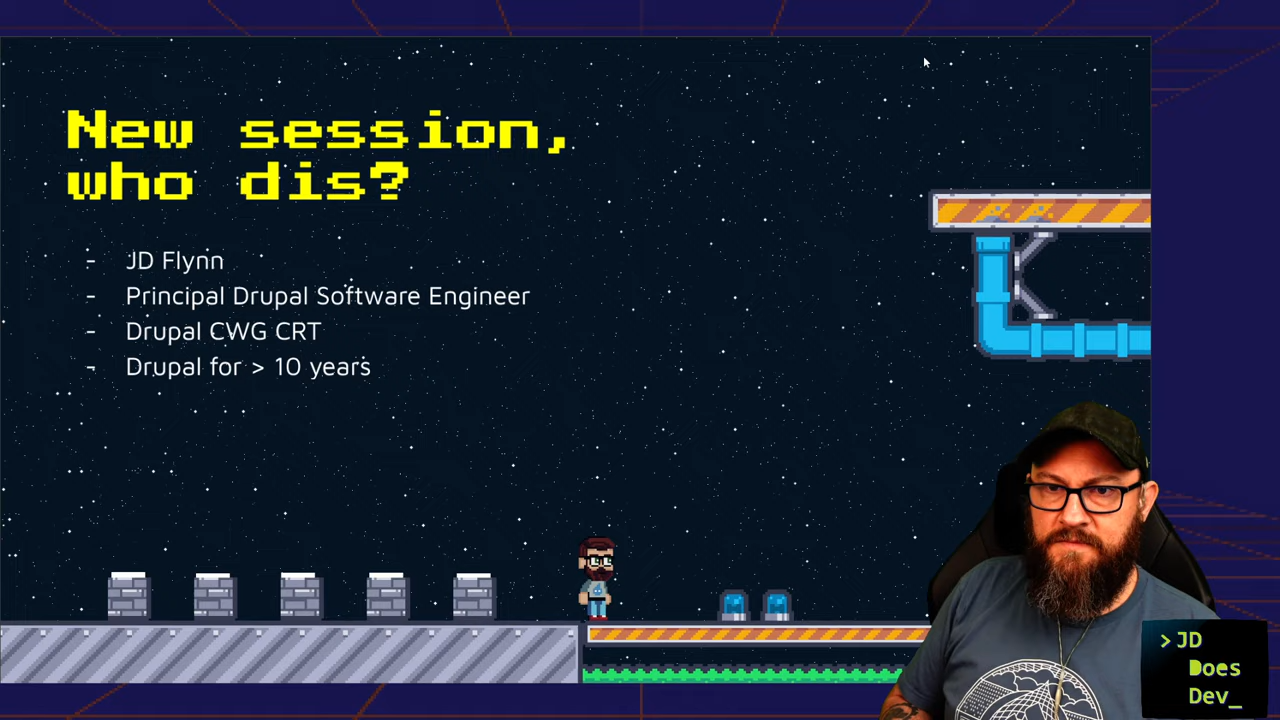 New session,
who dis?
- JD Flynn
- Principal Drupal Software Engineer
- Drupal CWG CRT
- Drupal for > 10 years
>JD
Does
Dev_